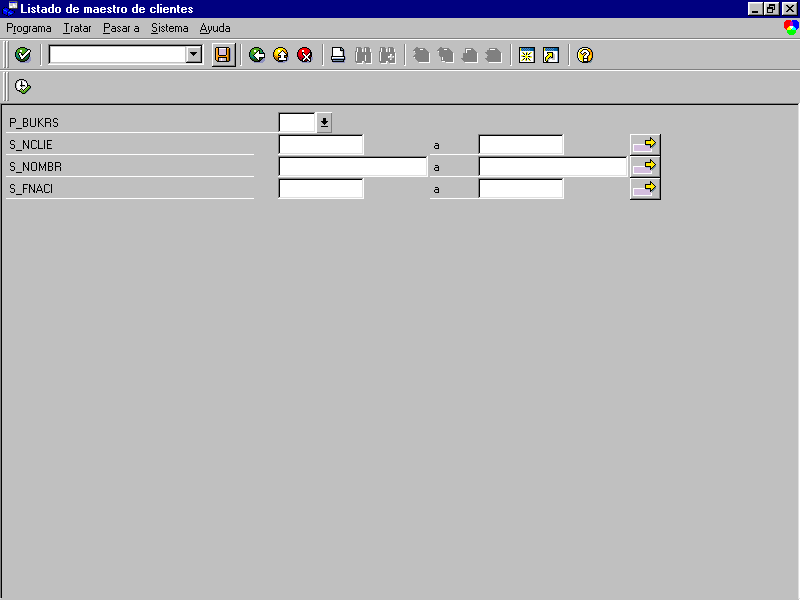 Listado de maestro de clientes
Programa Tratar Pasar a Sistema Ayuda
P_BUKRS
S_NCLIE a
S_NOMBR a
S_FNACI a